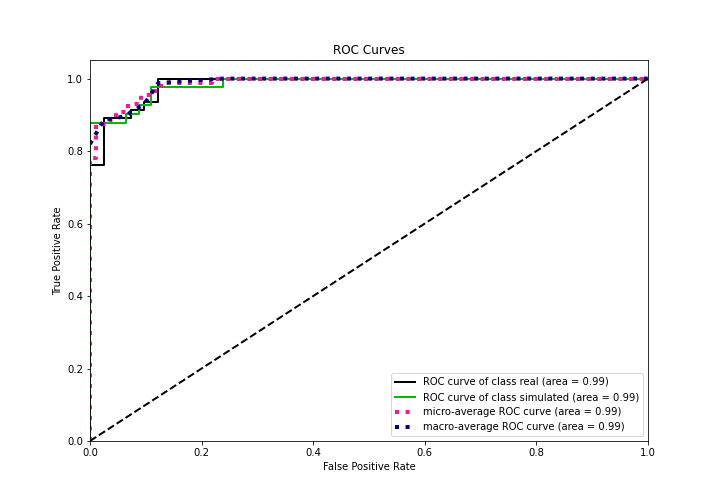 ROC Curves
1.0
0.8
0.6
0.4
0.2
0.0
True Positive Rate
0.0
0.2
0.4
0.6
0.8
1.0
False Positive Rate
ROC curve of class real (area = 0.99)
ROC curve of class simulated (area = 0.99)
micro-average ROC curve (area = 0.99)
macro-average ROC curve (area = 0.99)